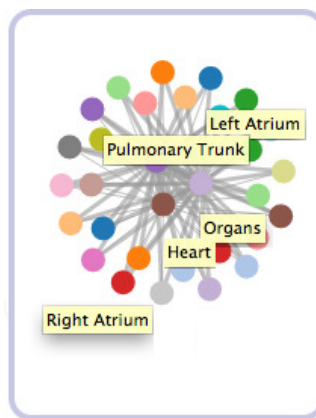 Left Atrium
Pulmonary Trunk
Organs
Heart
Right Atrium